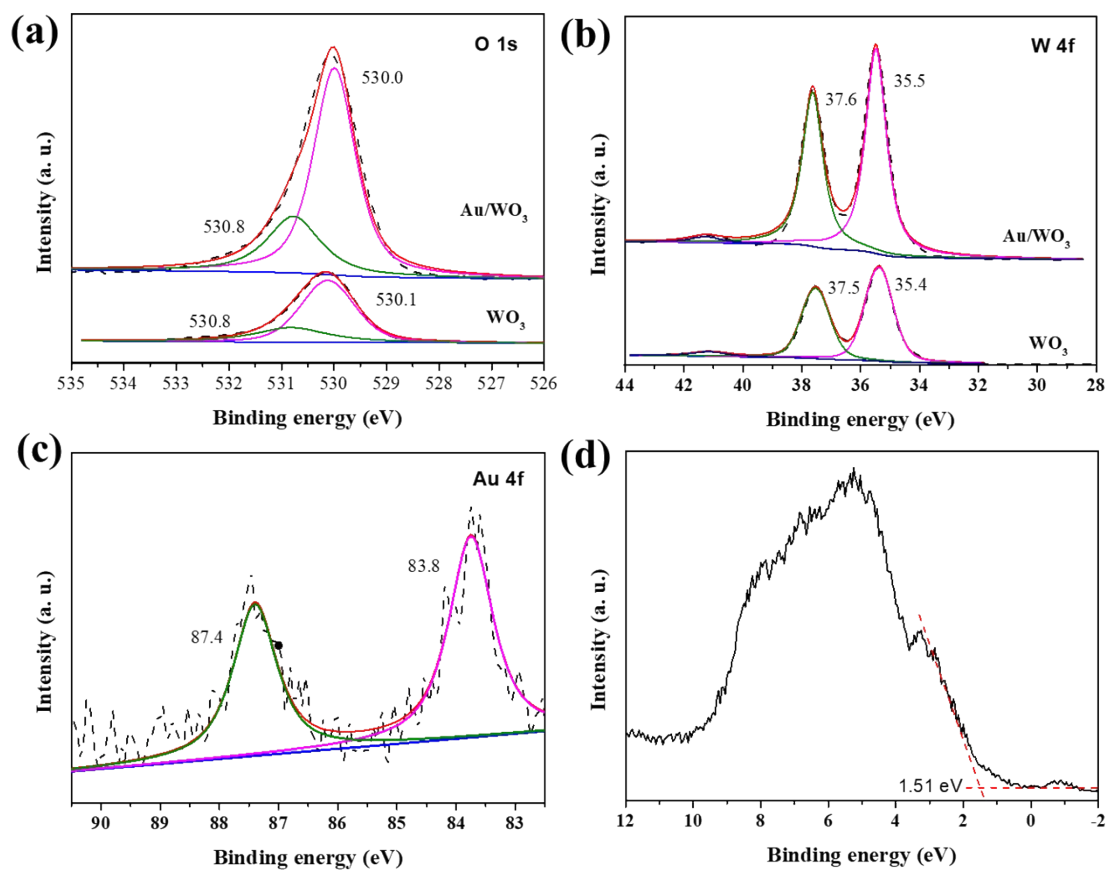 (a)
O 1s
530.0
530.8
Au/WO3
530.1
530.8
WO3
Intensity (a. u.)
535 534 533 532 531 530 529 528 527 526
Binding energy (eV)
(b)
W 4f
37.6
35.5
Au/WO3
37.5
35.4
WO3
Intensity (a. u.)
44 42 40 38 36 34 32 30 28
Binding energy (eV)
(c)
Au 4f
83.8
87.4
Intensity (a. u.)
90 89 88 87 86 85 84 83
Binding energy (eV)
(d)
Intensity (a. u.)
1.51 eV
12 10 8 6 4 2 0 -2
Binding energy (eV)